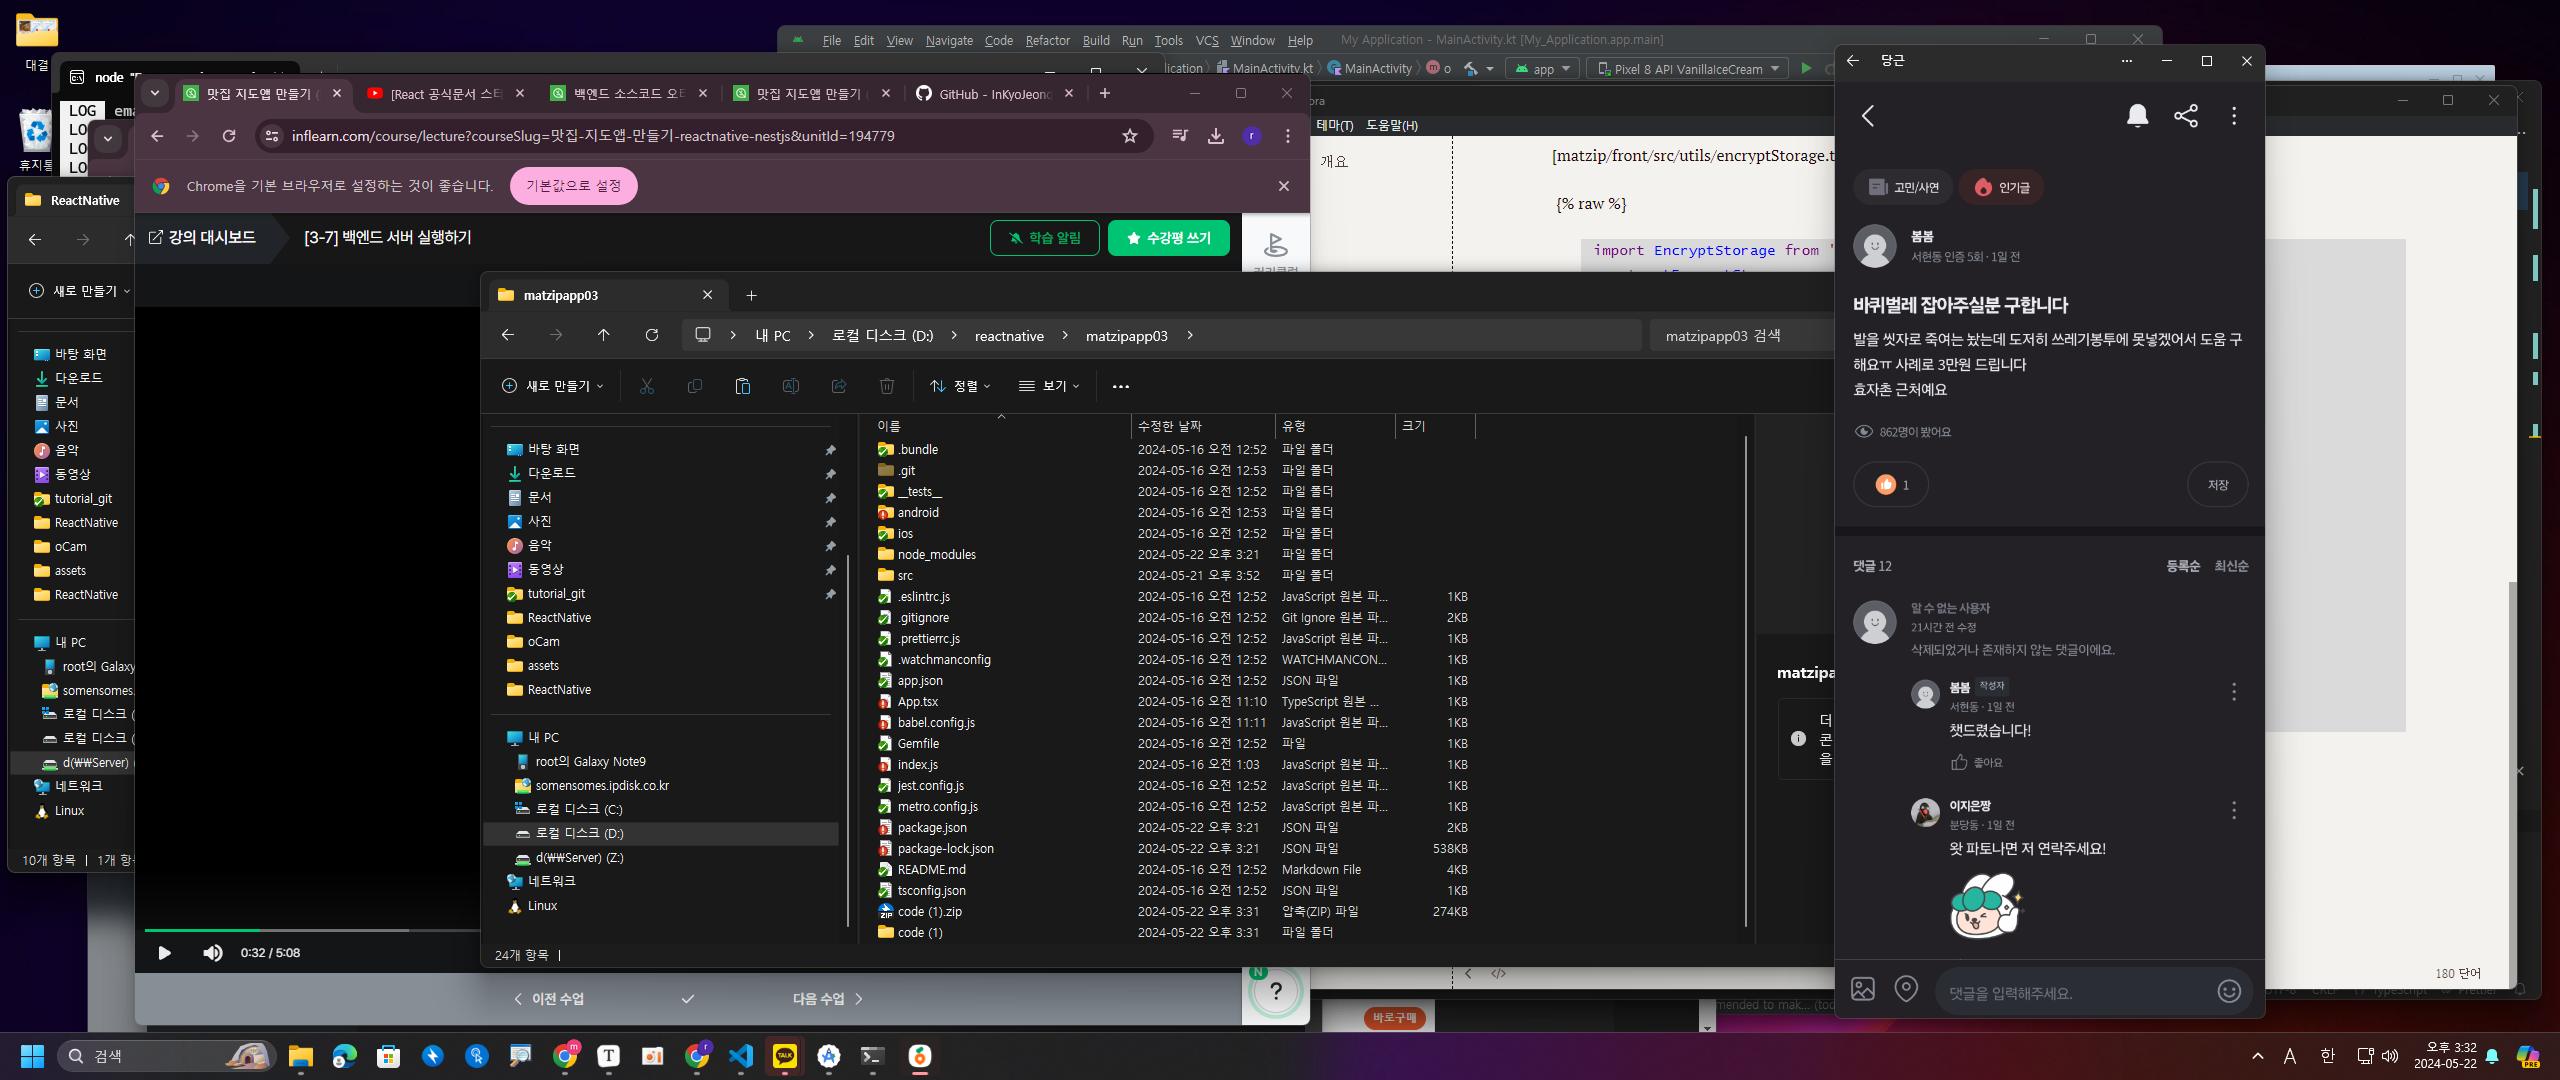 대결
휴지통
node
LOG ema
LO
LO
LO
File Edit View Navigate Code Refactor Build Run Tools VCS Window Help
My Application – MainActivity.kt [My_Application.app.main]
lication MainActivity.kt MainActivity m o app Pixel 8 API VanillaIceCream
맛집 지도앱 만들기 (
[React 공식문서 스터
백엔드 소스코드 오타
맛집 지도앱 만들기 (
GitHub - InKyoJeong
inflearn.com/course/lecture?courseSlug=맛집-지도앱-만들기-reactnative-nestjs&unitId=194779
r
Chrome을 기본 브라우저로 설정하는 것이 좋습니다.
기본값으로 설정
강의 대시보드
[3-7] 백엔드 서버 실행하기
학습 알림
수강평 쓰기
0:32 / 5:08
이전 수업
다음 수업
N
?
ReactNative
새로 만들기
바탕 화면
다운로드
문서
사진
음악
동영상
tutorial_git
ReactNative
oCam
assets
ReactNative
내 PC
root의 Galaxy
somensomes.
로컬 디스크 (
로컬 디스크 (
d(₩₩Server) (
네트워크
Linux
10개 항목
1개 항
matzipapp03
내 PC
로컬 디스크 (D:)
reactnative
matzipapp03
matzipapp03 검색
새로 만들기
정렬
보기
바탕 화면
다운로드
문서
사진
음악
동영상
tutorial_git
ReactNative
oCam
assets
ReactNative
내 PC
root의 Galaxy Note9
somensomes.ipdisk.co.kr
로컬 디스크 (C:)
로컬 디스크 (D:)
d(₩₩Server) (Z:)
네트워크
Linux
이름 수정한 날짜 유형 크기
.bundle 2024-05-16 오전 12:52 파일 폴더
.git 2024-05-16 오전 12:53 파일 폴더
__tests__ 2024-05-16 오전 12:52 파일 폴더
android 2024-05-16 오전 12:53 파일 폴더
ios 2024-05-16 오전 12:52 파일 폴더
node_modules 2024-05-22 오후 3:21 파일 폴더
src 2024-05-21 오후 3:52 파일 폴더
.eslintrc.js 2024-05-16 오전 12:52 JavaScript 원본 파... 1KB
.gitignore 2024-05-16 오전 12:52 Git Ignore 원본 파... 2KB
.prettierrc.js 2024-05-16 오전 12:52 JavaScript 원본 파... 1KB
.watchmanconfig 2024-05-16 오전 12:52 WATCHMANCON... 1KB
app.json 2024-05-16 오전 12:52 JSON 파일 1KB
App.tsx 2024-05-16 오전 11:10 TypeScript 원본 ... 1KB
babel.config.js 2024-05-16 오전 11:11 JavaScript 원본 파... 1KB
Gemfile 2024-05-16 오전 12:52 파일 1KB
index.js 2024-05-16 오전 1:03 JavaScript 원본 파... 1KB
jest.config.js 2024-05-16 오전 12:52 JavaScript 원본 파... 1KB
metro.config.js 2024-05-16 오전 12:52 JavaScript 원본 파... 1KB
package.json 2024-05-22 오후 3:21 JSON 파일 2KB
package-lock.json 2024-05-22 오후 3:21 JSON 파일 538KB
README.md 2024-05-16 오전 12:52 Markdown File 4KB
tsconfig.json 2024-05-16 오전 12:52 JSON 파일 1KB
code (1).zip 2024-05-22 오후 3:31 압축(ZIP) 파일 274KB
code (1) 2024-05-22 오후 3:31 파일 폴더
24개 항목
matzipa
더
콘
을
ora
테마(T) 도움말(H)
개요
[matzip/front/src/utils/encryptStorage.t
{% raw %}
import EncryptStorage from '
180 단어
바로구매
mended to mak... (tod
당근
고민/사연
인기글
봄봄
서현동 인증 5회 · 1일 전
바퀴벌레 잡아주실분 구합니다
발을 씻자로 죽여는 놨는데 도저히 쓰레기봉투에 못넣겠어서 도움 구
해요ㅠ 사례로 3만원 드립니다
효자촌 근처예요
862명이 봤어요
1
저장
댓글 12
등록순 최신순
알 수 없는 사용자
21시간 전 수정
삭제되었거나 존재하지 않는 댓글이에요.
봄봄 작성자
서현동 · 1일 전
챗드렸습니다!
좋아요
이지은짱
분당동 · 1일 전
왓 파토나면 저 연락주세요!
댓글을 입력해주세요.
검색
TALK
A
한
오후 3:32
2024-05-22
PRE